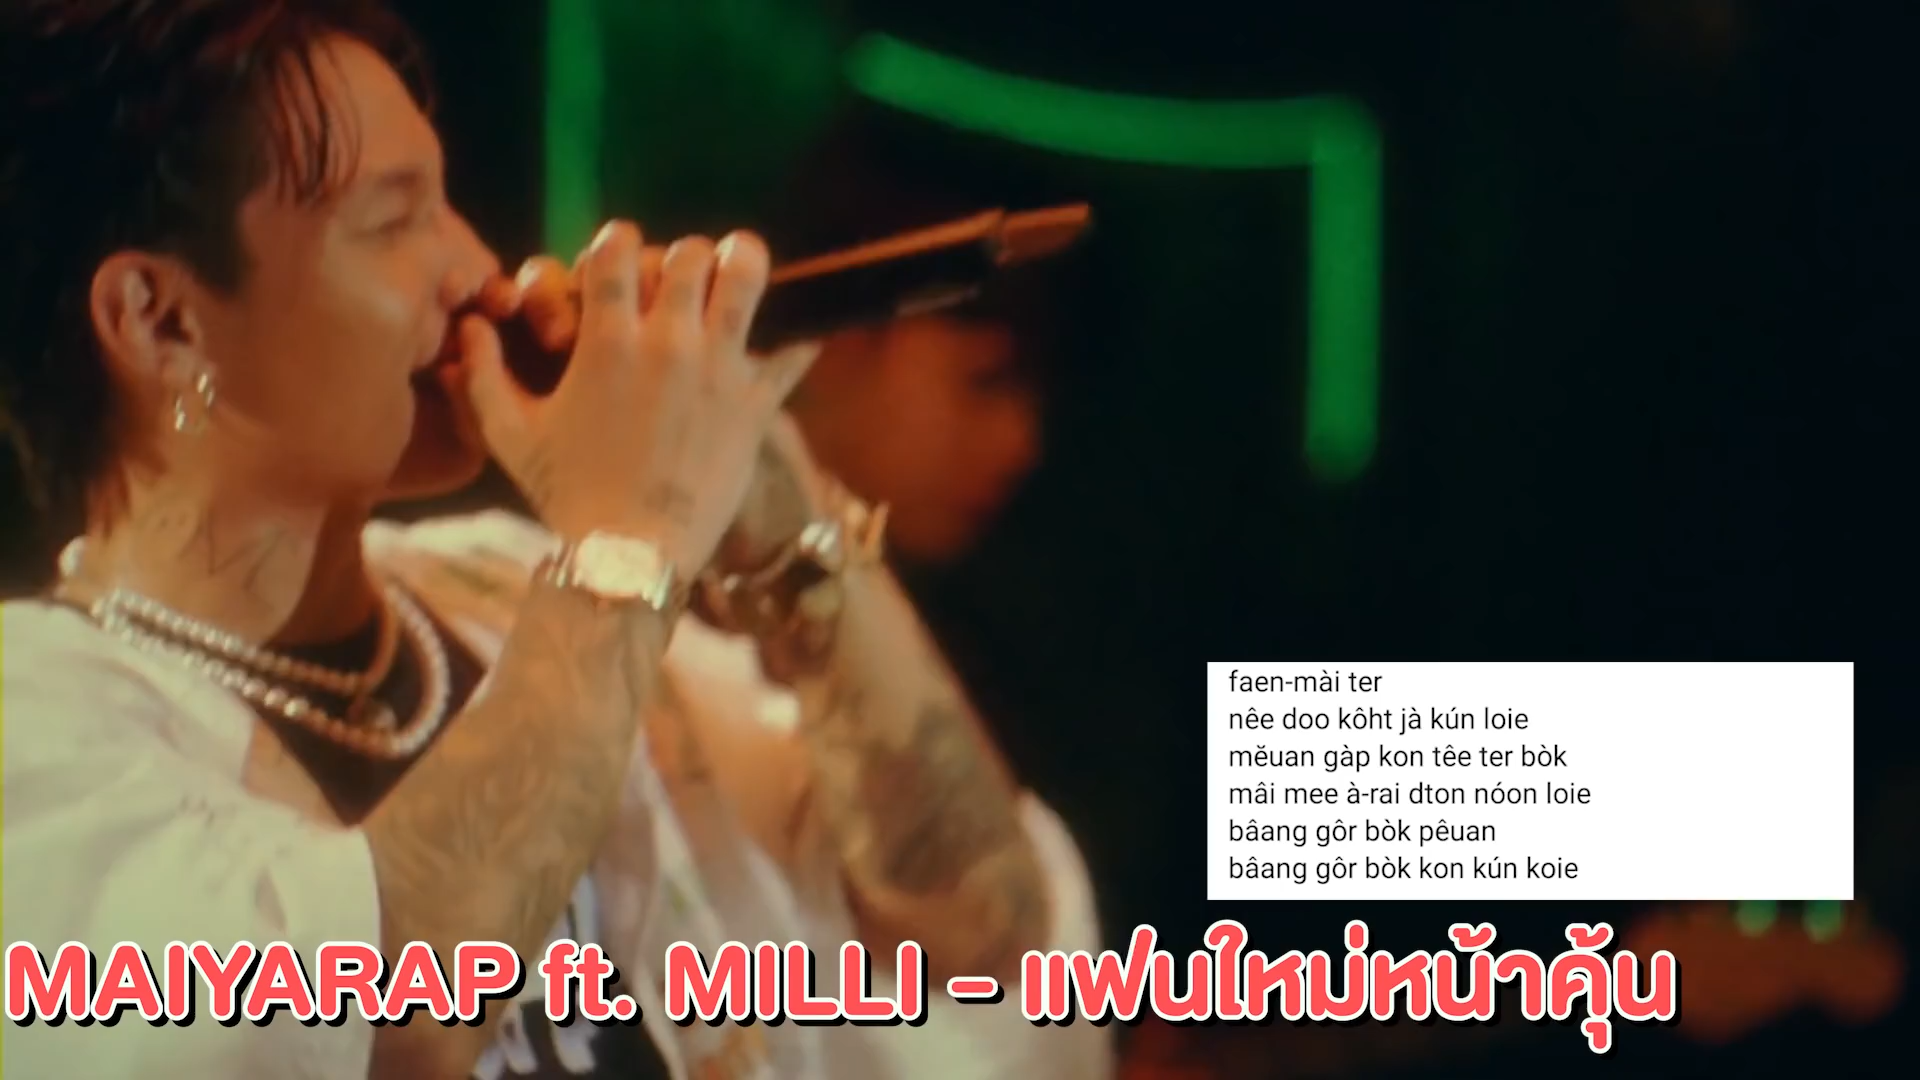 faen-mài ter
nêe doo kôht jà kún loie
mĕuan gàp kon têe ter bòk
mâi mee à-rai dton nóon loie
bâang gôr bòk pêuan
bâang gôr bòk kon kún koie
MAIYARAP ft. MILLI - แฟนใหม่หน้าคุ้น